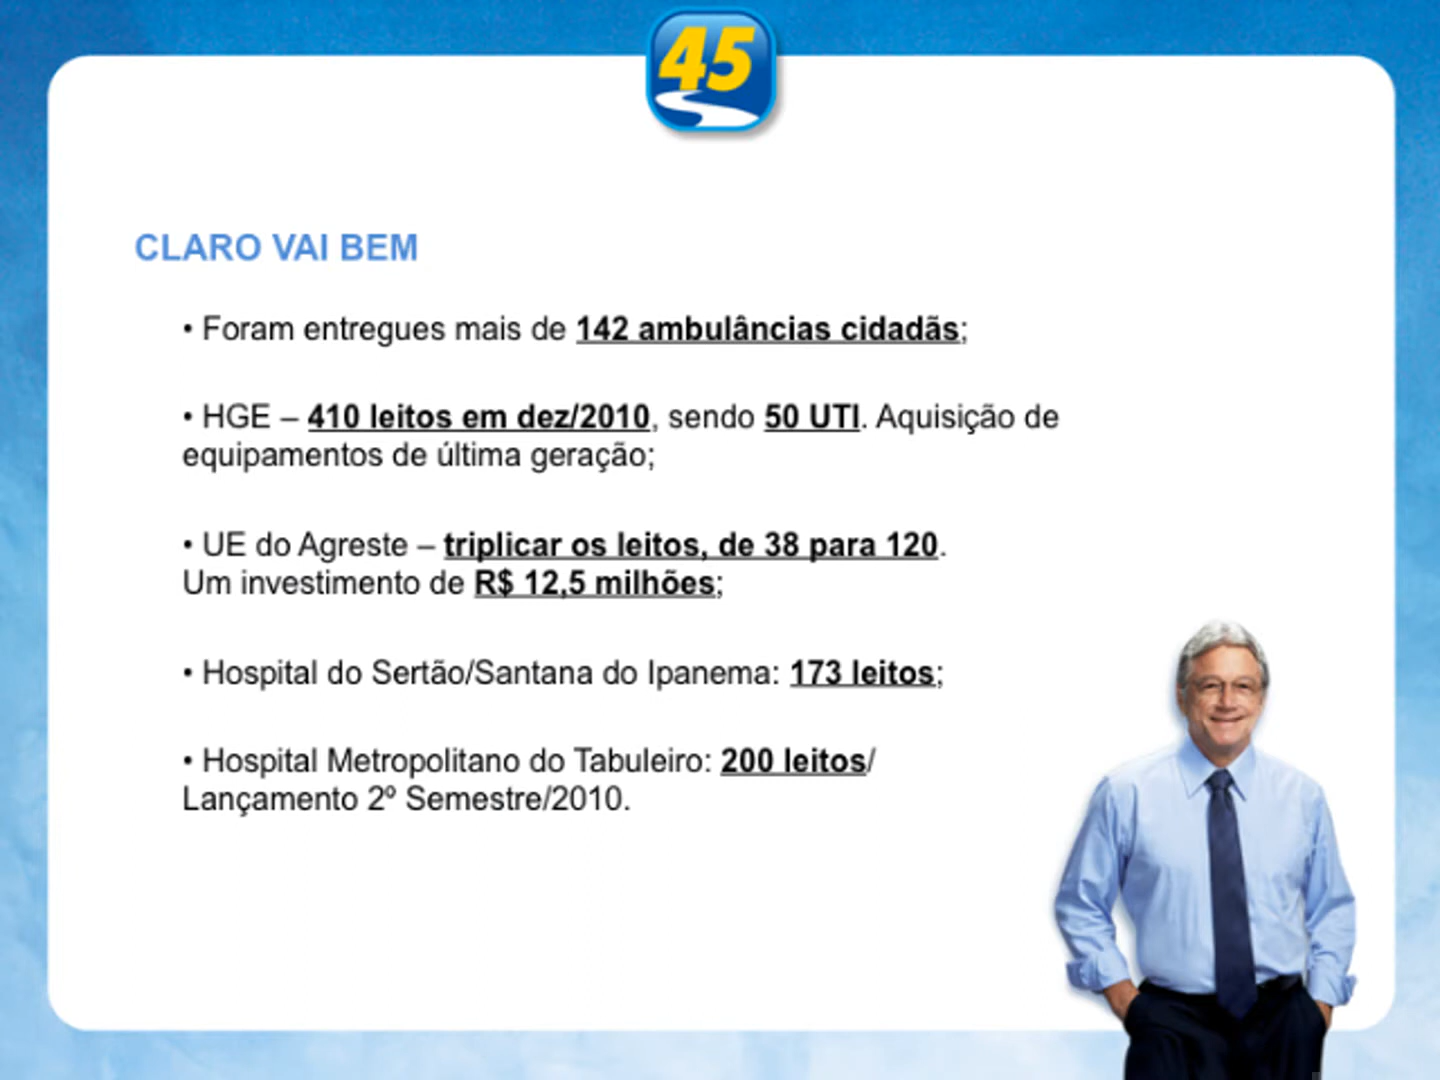 45
CLARO VAI BEM
• Foram entregues mais de 142 ambulâncias cidadãs;
• HGE – 410 leitos em dez/2010, sendo 50 UTI. Aquisição de
equipamentos de última geração;
• UE do Agreste – triplicar os leitos, de 38 para 120.
Um investimento de R$ 12,5 milhões;
• Hospital do Sertão/Santana do Ipanema: 173 leitos;
• Hospital Metropolitano do Tabuleiro: 200 leitos/
Lançamento 2º Semestre/2010.